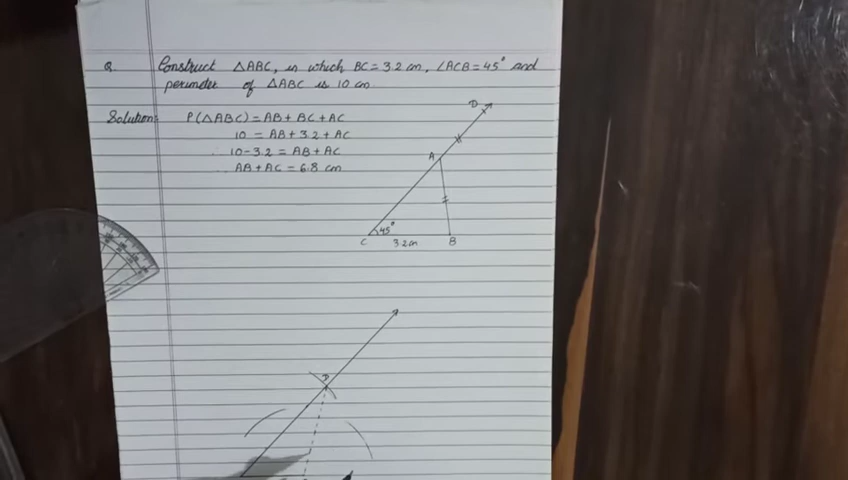 Q. Construct △ABC, in which BC = 3.2 cm, ∠ACB = 45° and
perimeter of △ABC is 10 cm
Solution: P(△ABC) = AB + BC + AC
10 = AB + 3.2 + AC
10 - 3.2 = AB + AC
AB + AC = 6.8 cm
D
A
45°
C 3.2 cm B